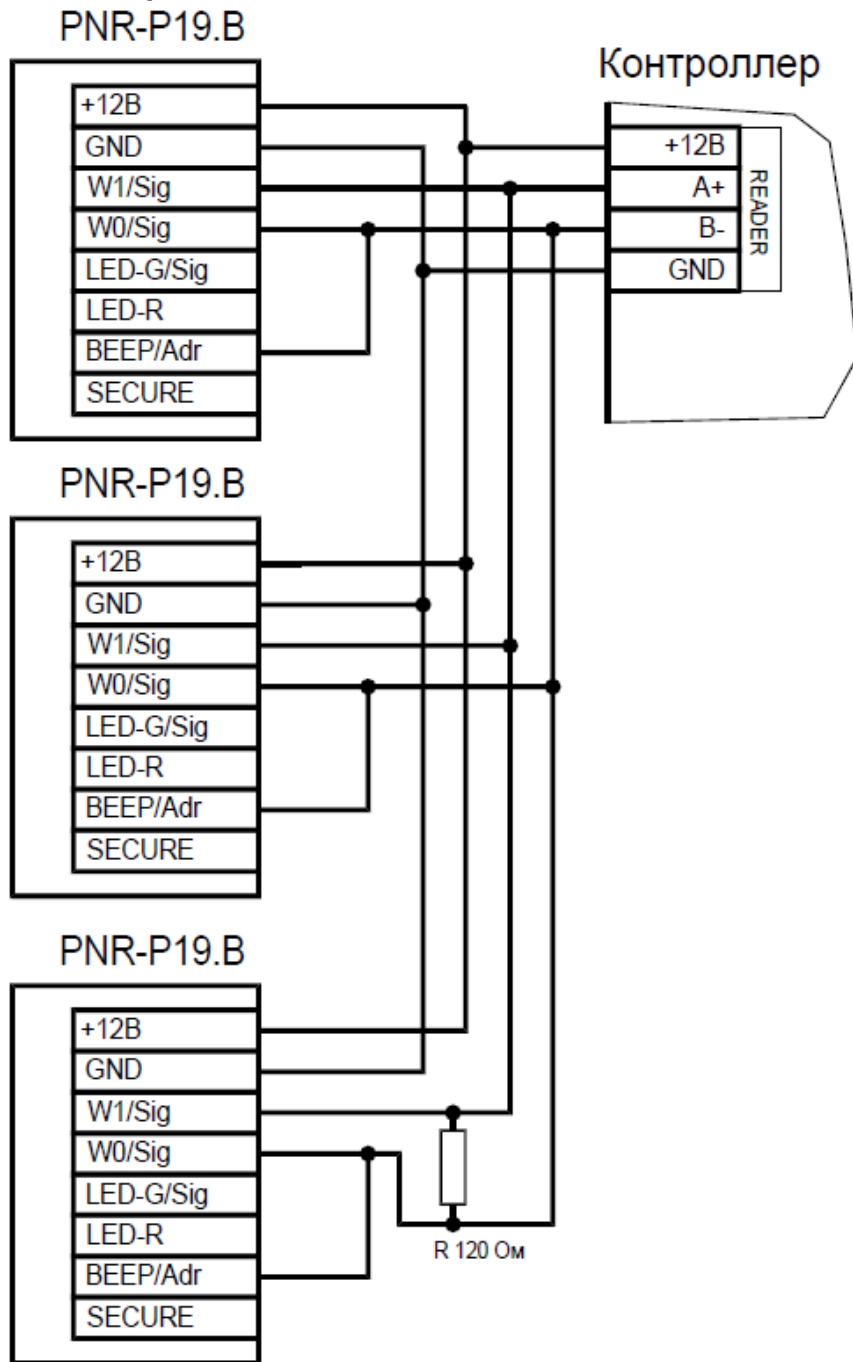 PNR-P19.B
+12В
GND
W1/Sig
W0/Sig
LED-G/Sig
LED-R
BEEP/Adr
SECURE
Контроллер
+12В
A+
B-
GND
READER
PNR-P19.B
+12В
GND
W1/Sig
W0/Sig
LED-G/Sig
LED-R
BEEP/Adr
SECURE
PNR-P19.B
+12В
GND
W1/Sig
W0/Sig
LED-G/Sig
LED-R
BEEP/Adr
SECURE
R 120 Ом